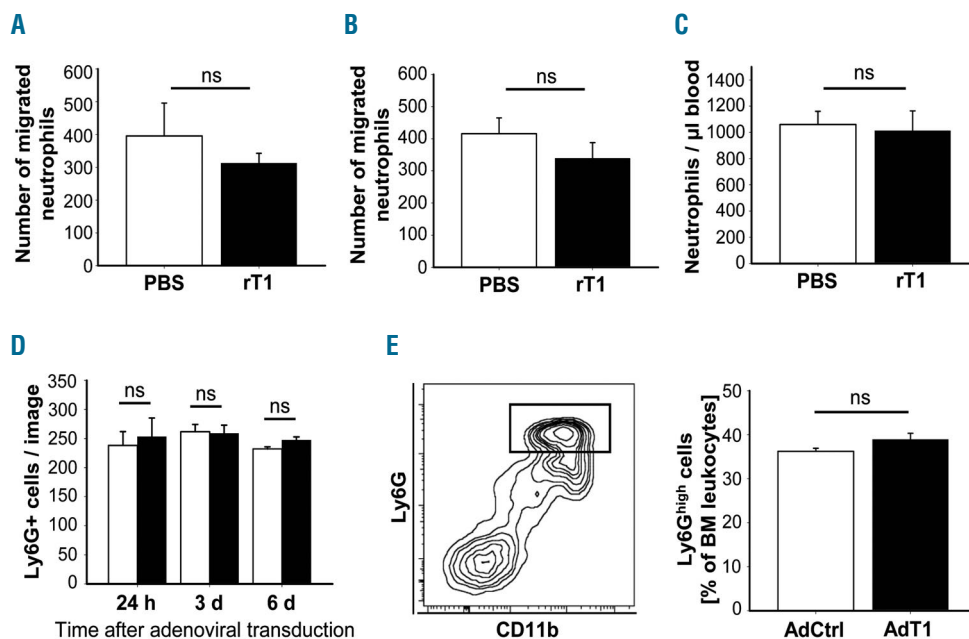 A
Number of migrated
neutrophils
600
500
400
300
200
100
0
ns
PBS rT1
B
Number of migrated
neutrophils
600
500
400
300
200
100
0
ns
PBS rT1
C
Neutrophils / µl blood
1400
1200
1000
800
600
400
200
0
ns
PBS rT1
D
Ly6G+ cells / image
350
300
250
200
150
100
50
0
ns ns ns
24 h 3 d 6 d
Time after adenoviral transduction
E
Ly6G
CD11b
Ly6Ghigh cells
[% of BM leukocytes]
50
40
30
20
10
0
ns
AdCtrl AdT1